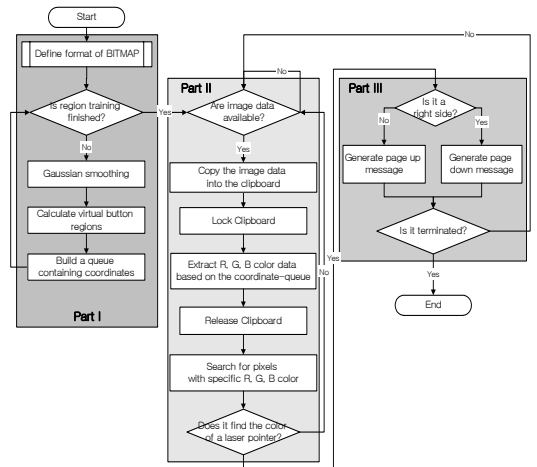 Start
Define format of BITMAP
Is region training
finished?
No
Gaussian smoothing
Calculate virtual button
regions
Build a queue
containing coordinates
Part I
Yes
Part II
No
Are image data
available?
Yes
Copy the image data
into the clipboard
Lock Clipboard
Extract R, G, B color data
based on the coordinate-queue
Release Clipboard
Search for pixels
with specific R, G, B color
Does it find the color
of a laser pointer?
No
Yes
Part III
No
Is it a
right side?
No
Yes
Generate page up
message
Generate page
down message
Is it terminated?
Yes
End